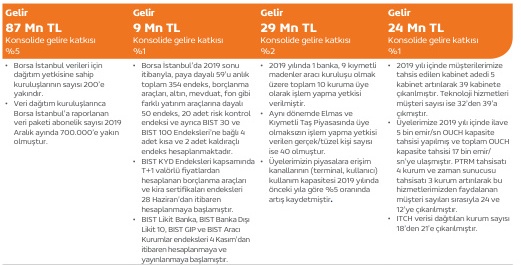 Gelir
87 Mn TL
Konsolide gelire katkısı
%5
• Borsa İstanbul verileri için
dağıtım yetkisine sahip
kuruluşların sayısı 200'e
yakındır.
• Veri dağıtım kuruluşlarınca
Borsa İstanbul'a raporlanan
veri paketi abonelik sayısı 2019
Aralık ayında 700.000'e yakın
olmuştur.
Gelir
9 Mn TL
Konsolide gelire katkısı
%1
• Borsa İstanbul'da 2019 sonu
itibarıyla, paya dayalı 59'u anlık
toplam 354 endeks, borçlanma
araçları, altın, mevduat, fon gibi
farklı yatırım araçlarına dayalı
50 endeks, 20 adet risk kontrol
endeksi ve ayrıca BIST 30 ve
BIST 100 Endeksleri'ne bağlı 4
adet kısa ve 2 adet kaldıraçlı
endeks hesaplanmaktadır.
• BIST KYD Endeksleri kapsamında
T+1 valörlü fiyatlardan
hesaplanan borçlanma araçları
ve kira sertifikaları endeksleri
28 Haziran'dan itibaren
hesaplanmaya başlamıştır.
• BIST Likit Banka, BIST Banka Dışı
Likit 10, BIST GIP ve BIST Aracı
Kurumlar endeksleri 4 Kasım'dan
itibaren hesaplanmaya ve
yayınlanmaya başlamıştır.
Gelir
29 Mn TL
Konsolide gelire katkısı
%2
• 2019 yılında 1 banka, 9 kıymetli
madenler aracı kuruluşu olmak
üzere toplam 10 kuruma üye
olarak işlem yapma yetkisi
verilmiştir.
• Aynı dönemde Elmas ve
Kıymetli Taş Piyasasında üye
olmaksızın işlem yapma yetkisi
verilen gerçek/tüzel kişi sayısı
ise 40 olmuştur.
• Üyelerimizin piyasalara erişim
kanallarının (terminal, kullanıcı)
kullanım kapasitesi 2019 yılında
önceki yıla göre %5 oranında
artış kaydetmiştir.
Gelir
24 Mn TL
Konsolide gelire katkısı
%1
• 2019 yılı içinde müşterilerimize
tahsis edilen kabinet adedi 5
kabinet artırılarak 39 kabinete
çıkarılmıştır. Teknoloji hizmetleri
müşteri sayısı ise 32'den 39'a
çıkmıştır.
• Üyelerimize 2019 yılı içinde ilave
5 bin emir/sn OUCH kapasite
tahsisi yapılmış ve toplam OUCH
kapasite tahsisi 17 bin emir/
sn'ye ulaşmıştır. PTRM tahsisatı
4 kurum ve zaman sunucusu
tahsisatı 3 kurum artırılarak bu
hizmetlerimizden faydalanan
müşteri sayıları sırasıyla 24 ve
12'ye çıkarılmıştır.
• ITCH verisi dağıtılan kurum sayısı
18'den 21'e çıkarılmıştır.